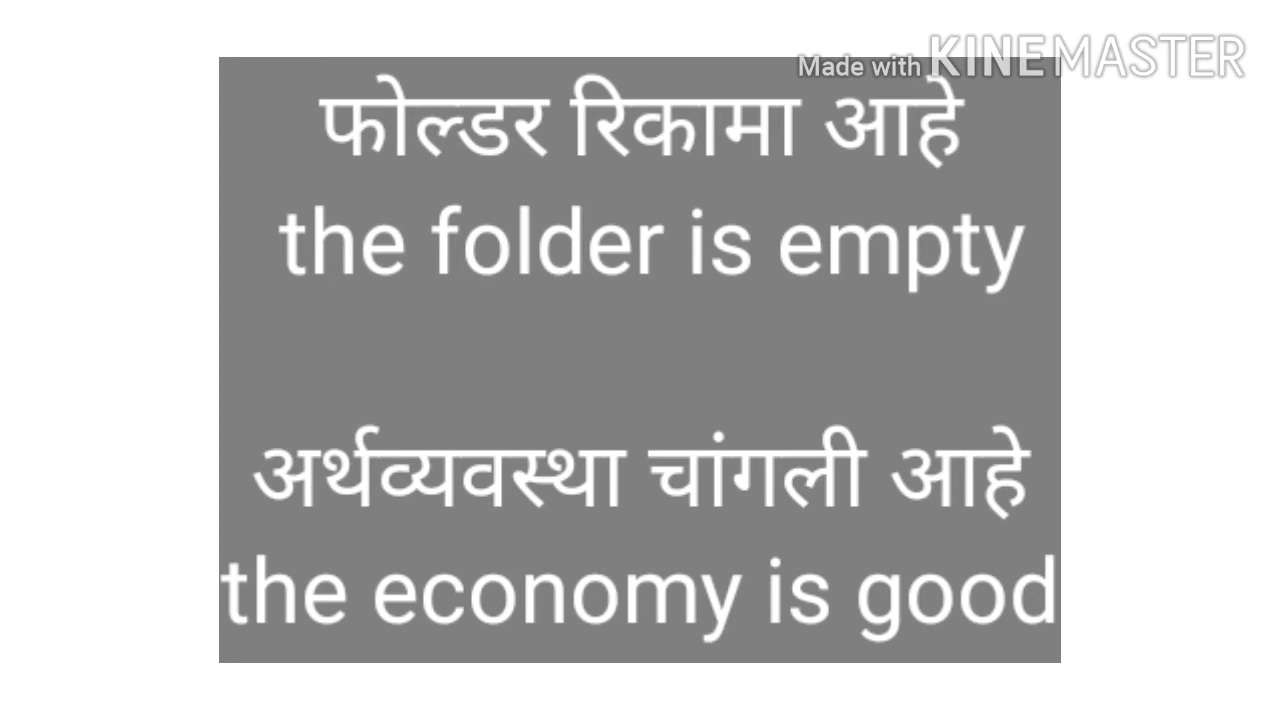 Made with KINEMASTER
फोल्डर रिकामा आहे
the folder is empty
अर्थव्यवस्था चांगली आहे
the economy is good